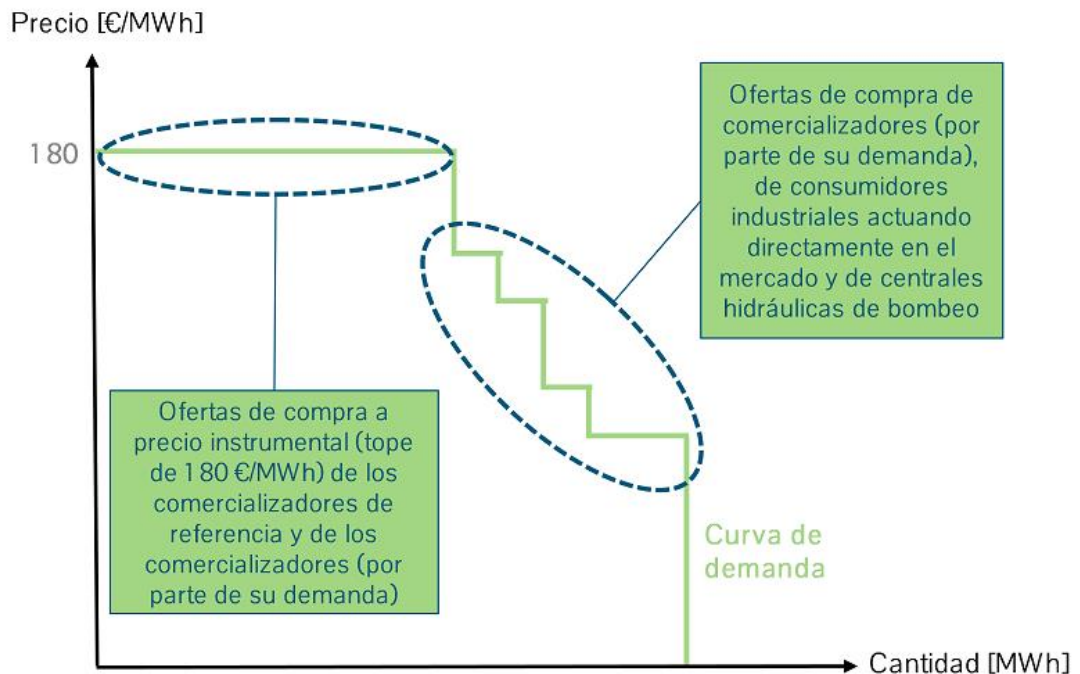 Precio [€/MWh]
180
Ofertas de compra de
comercializadores (por
parte de su demanda),
de consumidores
industriales actuando
directamente en el
mercado y de centrales
hidráulicas de bombeo
Ofertas de compra a
precio instrumental (tope
de 180 €/MWh) de los
comercializadores de
referencia y de los
comercializadores (por
parte de su demanda)
Curva de
demanda
Cantidad [MWh]